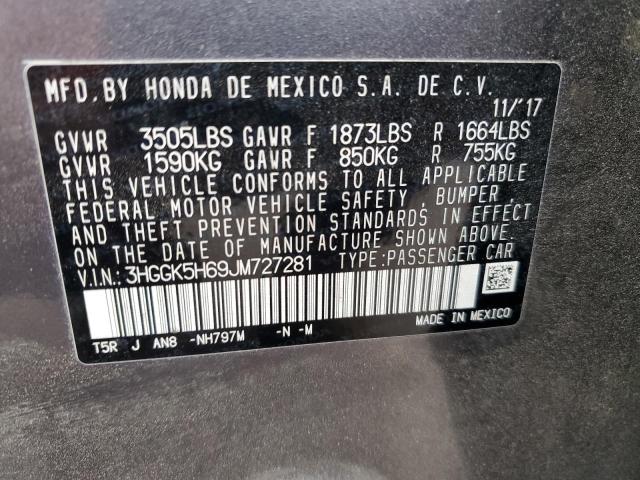 MFD. BY HONDA DE MEXICO S.A. DE C.V.
11/'17
GVWR 3505LBS GAWR F 1873LBS R 1664LBS
GVWR 1590KG GAWR F 850KG R 755KG
THIS VEHICLE CONFORMS TO ALL APPLICABLE
FEDERAL MOTOR VEHICLE SAFETY, BUMPER,
AND THEFT PREVENTION STANDARDS IN EFFECT
ON THE DATE OF MANUFACTURE SHOWN ABOVE.
V.I.N.: 3HGGK5H69JM727281 TYPE:PASSENGER CAR
T5R J AN8 -NH797M -N -M MADE IN MEXICO